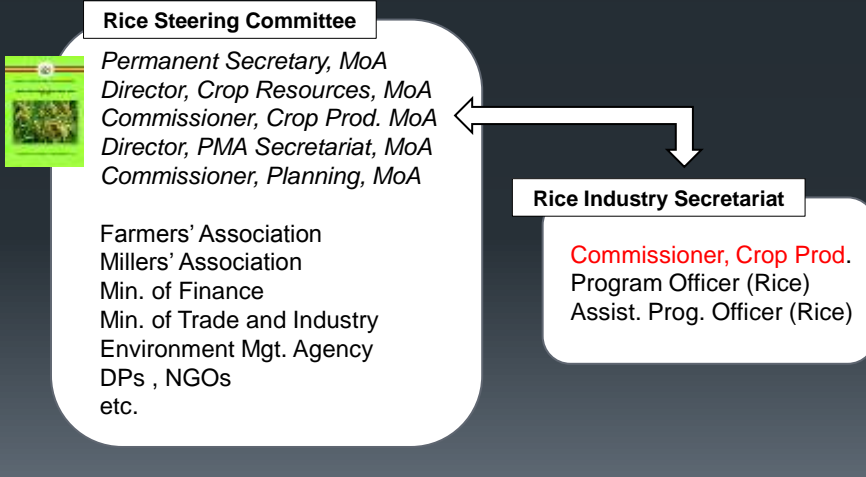 Rice Steering Committee
Permanent Secretary, MoA
Director, Crop Resources, MoA
Commissioner, Crop Prod. MoA
Director, PMA Secretariat, MoA
Commissioner, Planning, MoA
Farmers' Association
Millers' Association
Min. of Finance
Min. of Trade and Industry
Environment Mgt. Agency
DPs , NGOs
etc.
Rice Industry Secretariat
Commissioner, Crop Prod.
Program Officer (Rice)
Assist. Prog. Officer (Rice)